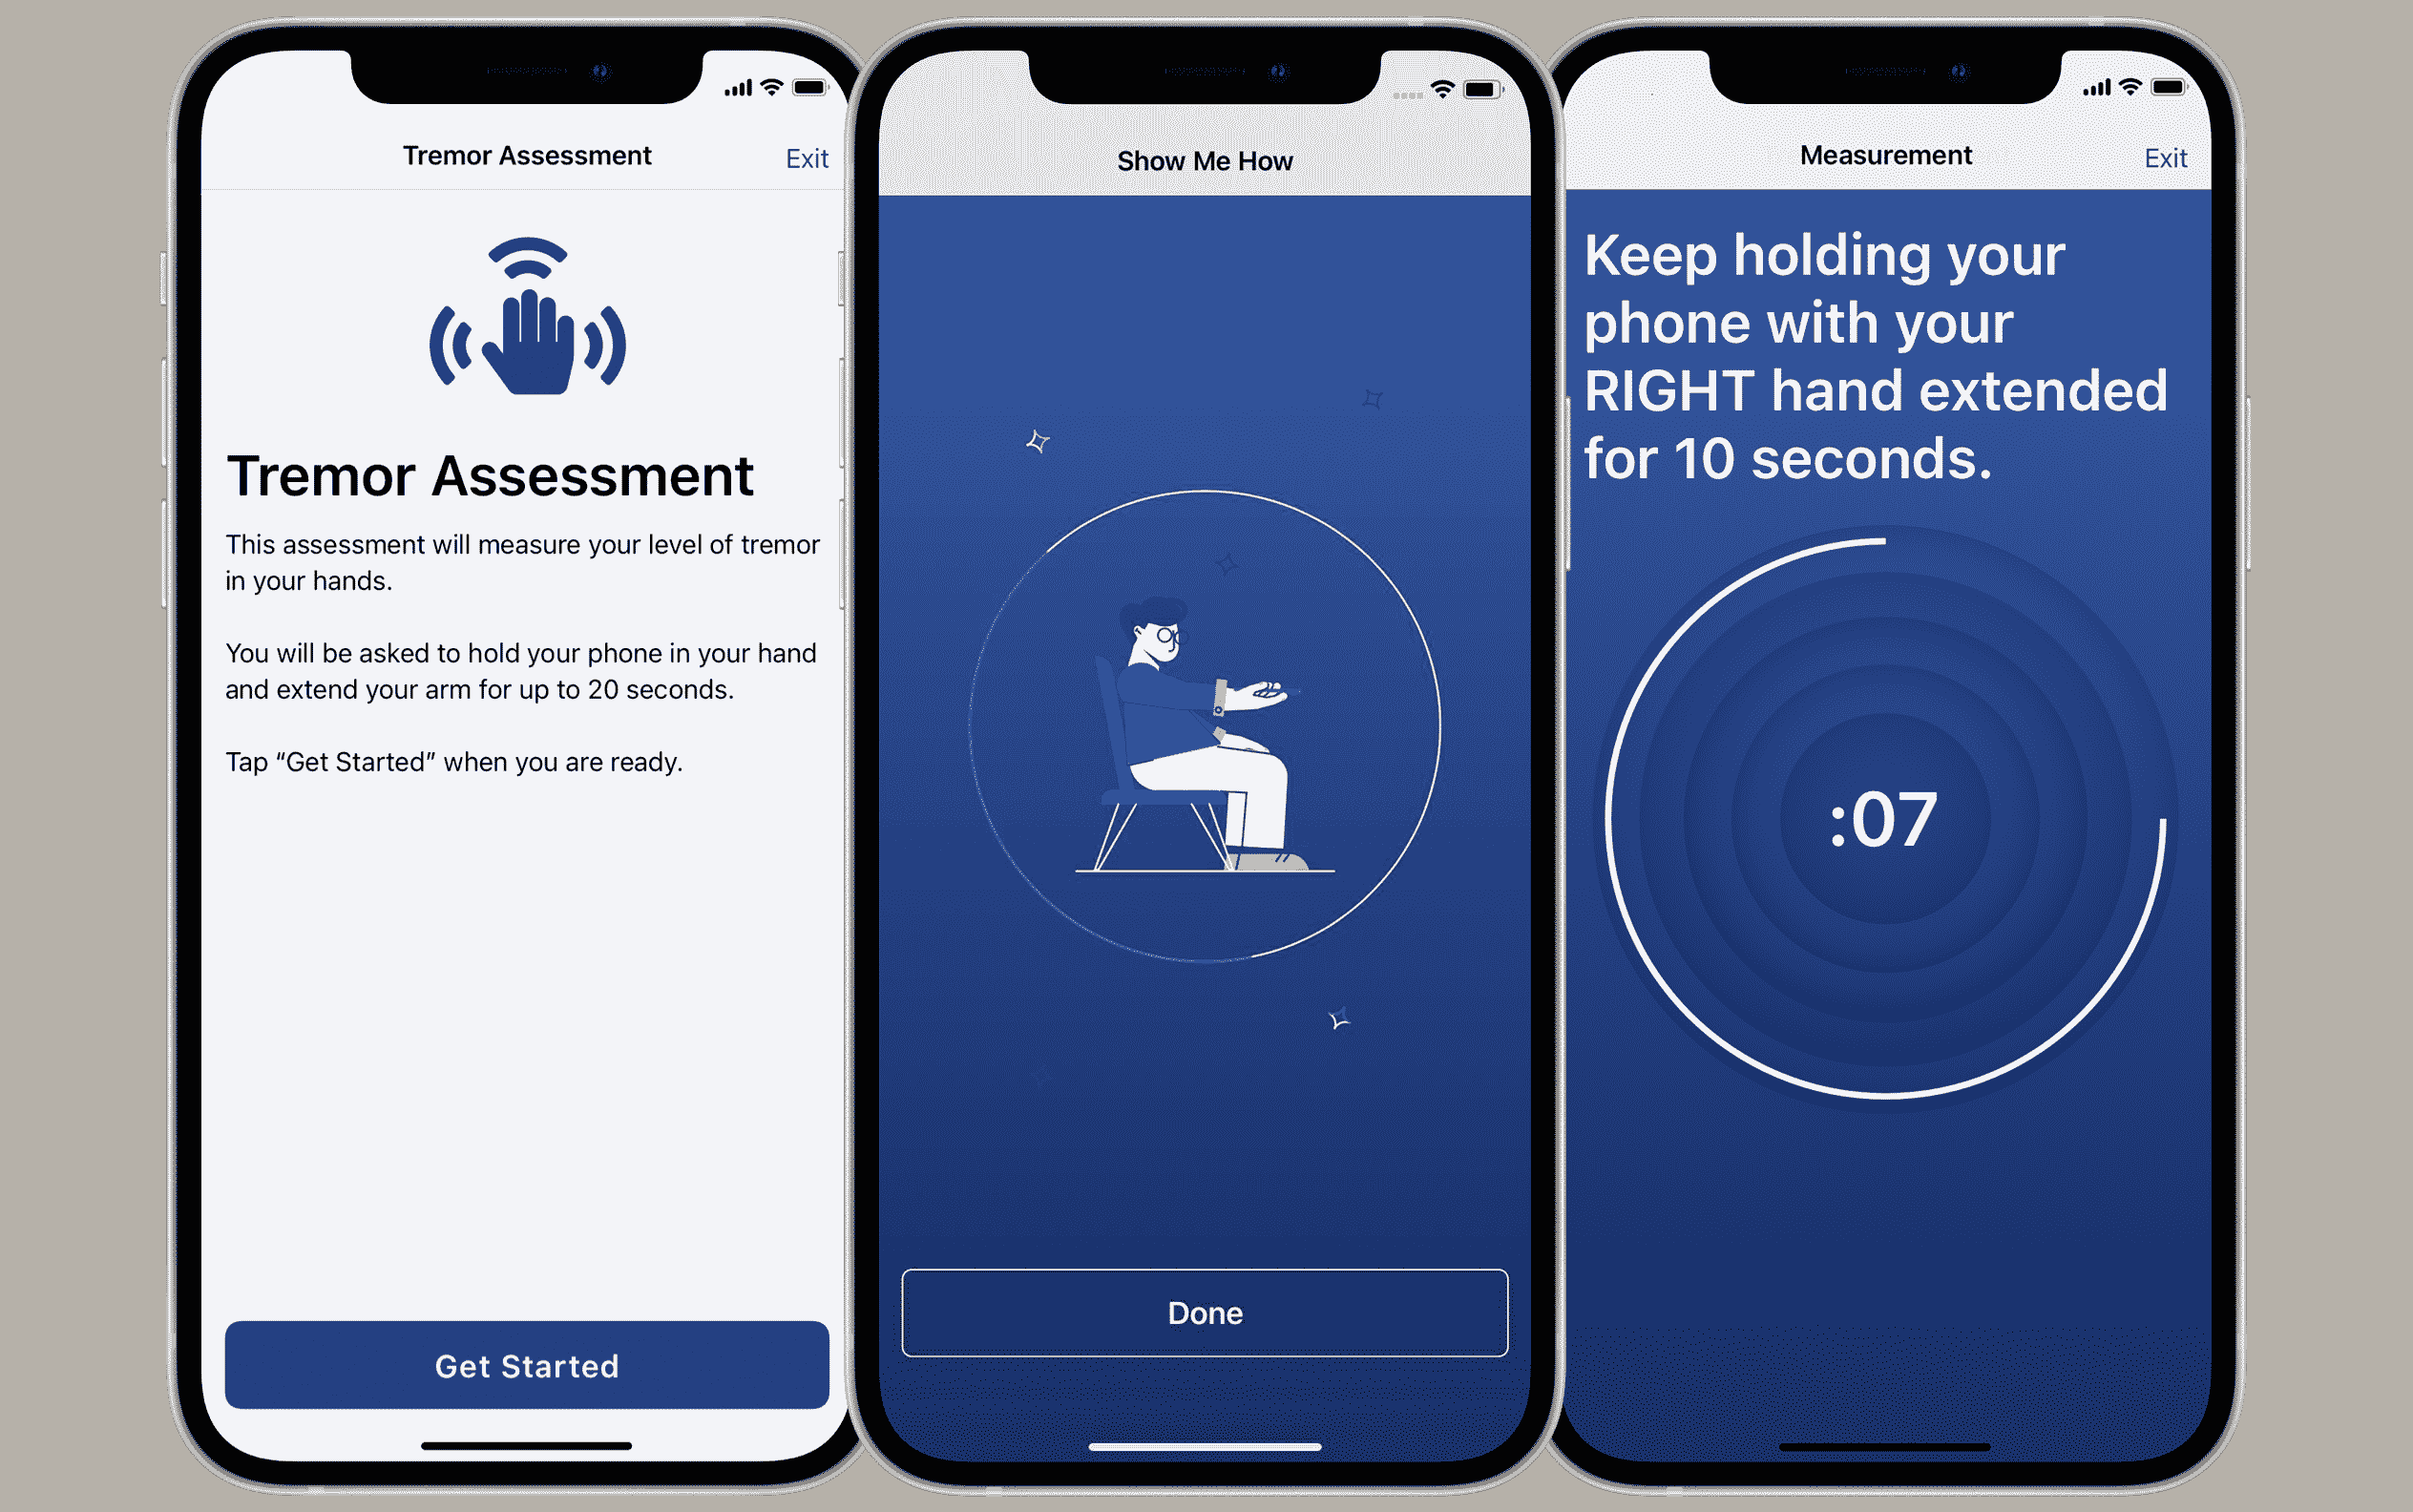 Tremor Assessment
Exit
Tremor Assessment
This assessment will measure your level of tremor
in your hands.
You will be asked to hold your phone in your hand
and extend your arm for up to 20 seconds.
Tap “Get Started” when you are ready.
Get Started
Show Me How
Done
Measurement
Exit
Keep holding your
phone with your
RIGHT hand extended
for 10 seconds.
:07